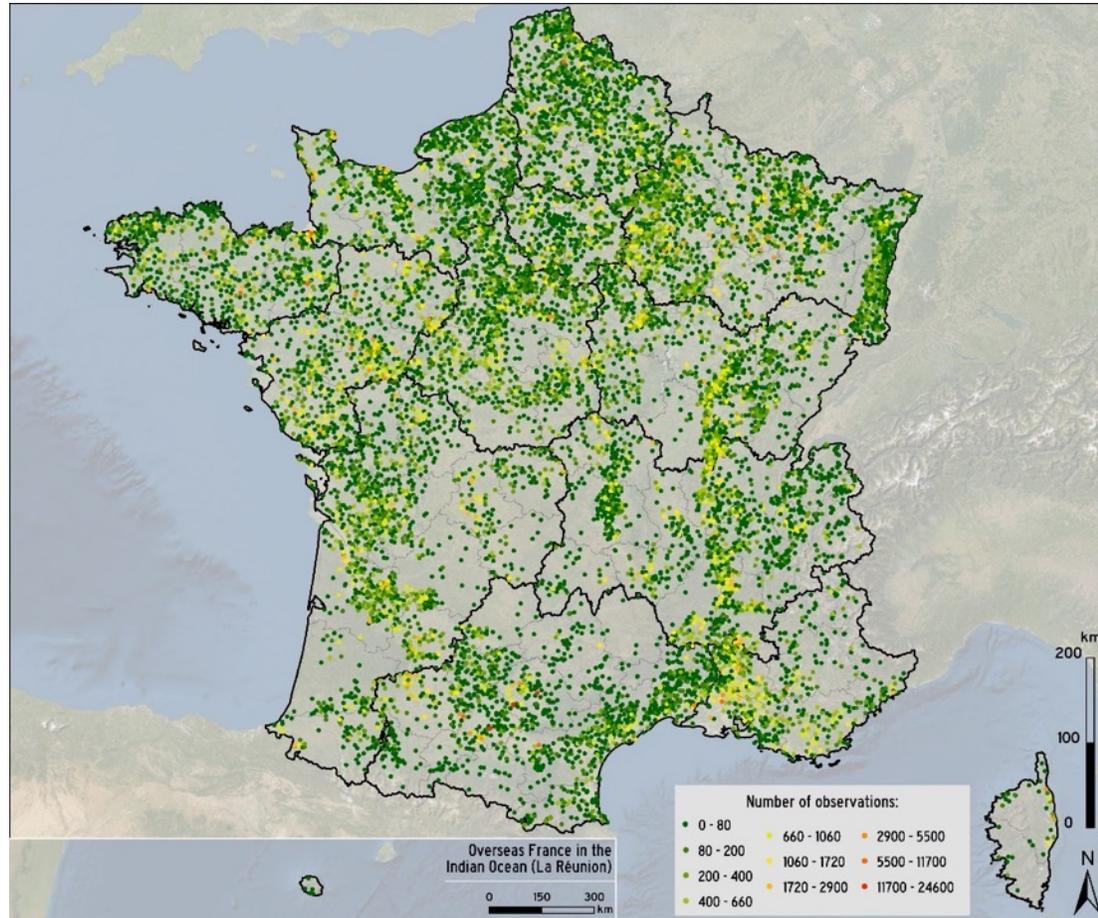 km
200
100
0
N
Number of observations:
0 - 80
80 - 200
200 - 400
400 - 660
660 - 1060
1060 - 1720
1720 - 2900
2900 - 5500
5500 - 11700
11700 - 24600
Overseas France in the
Indian Ocean (La Réunion)
0 150 300
km